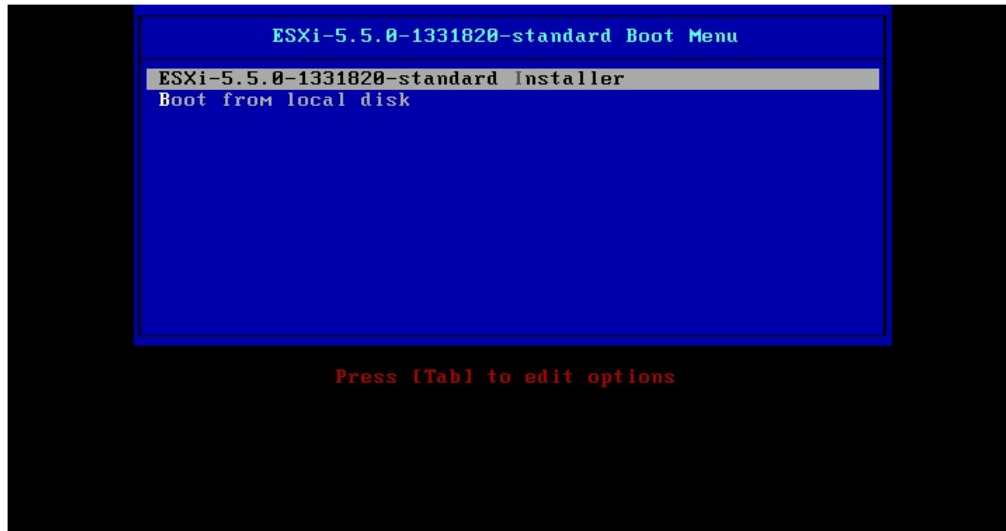 ESXi-5.5.0-1331820-standard Boot Menu
ESXi-5.5.0-1331820-standard Installer
Boot from local disk
Press [Tab] to edit options